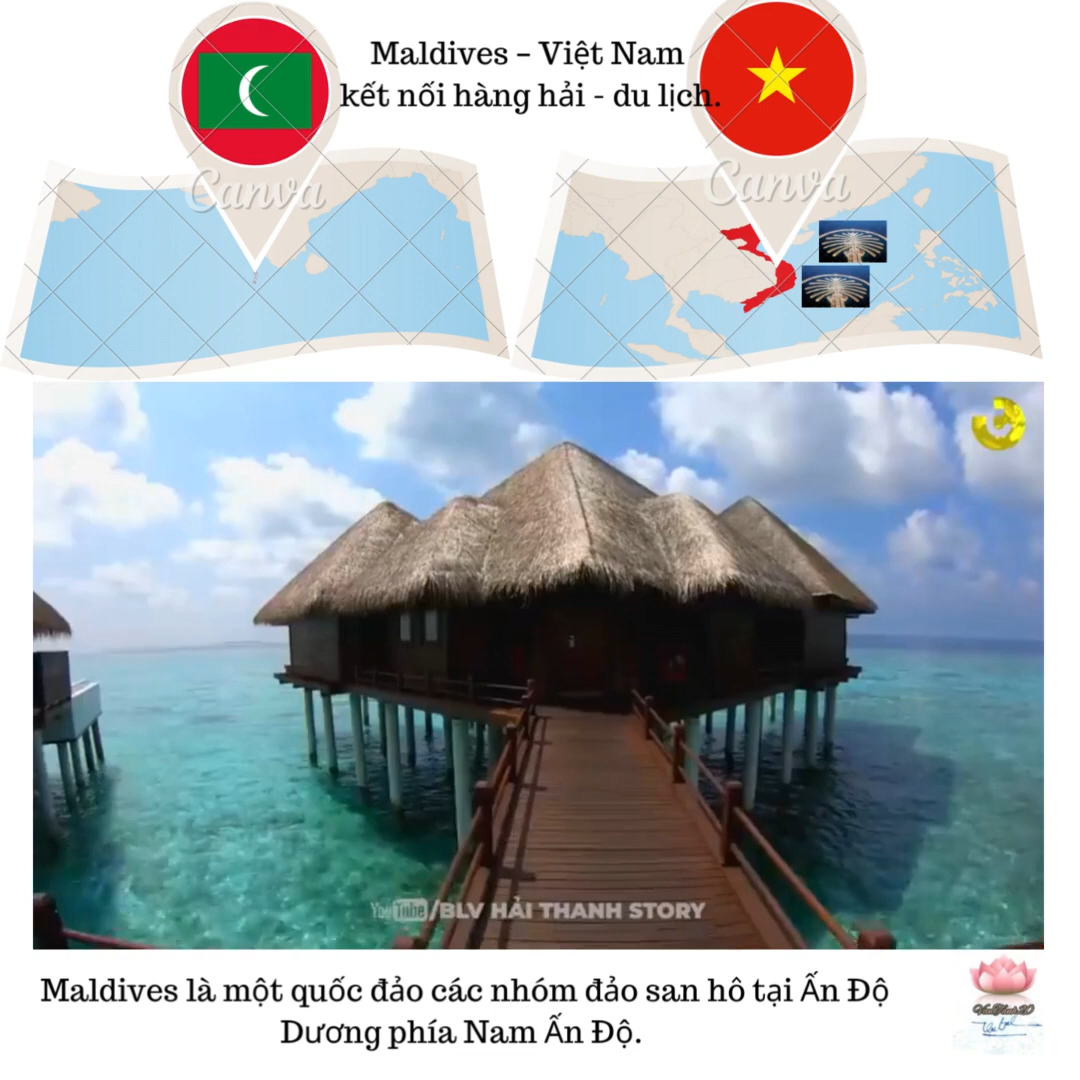 Maldives – Việt Nam
kết nối hàng hải - du lịch.
Canva
Canva
YouTube/BLV HẢI THANH STORY
Maldives là một quốc đảo các nhóm đảo san hô tại Ấn Độ
Dương phía Nam Ấn Độ.